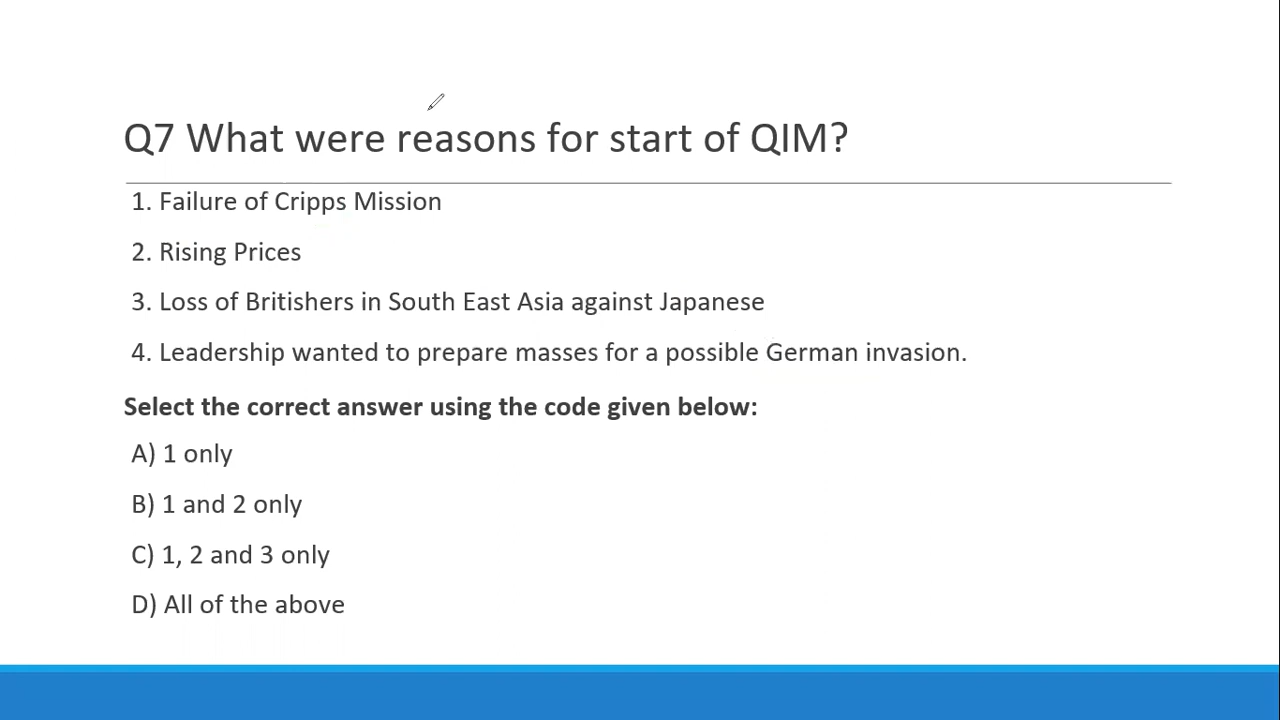 Q7 What were reasons for start of QIM?
1. Failure of Cripps Mission
2. Rising Prices
3. Loss of Britishers in South East Asia against Japanese
4. Leadership wanted to prepare masses for a possible German invasion.
Select the correct answer using the code given below:
A) 1 only
B) 1 and 2 only
C) 1, 2 and 3 only
D) All of the above